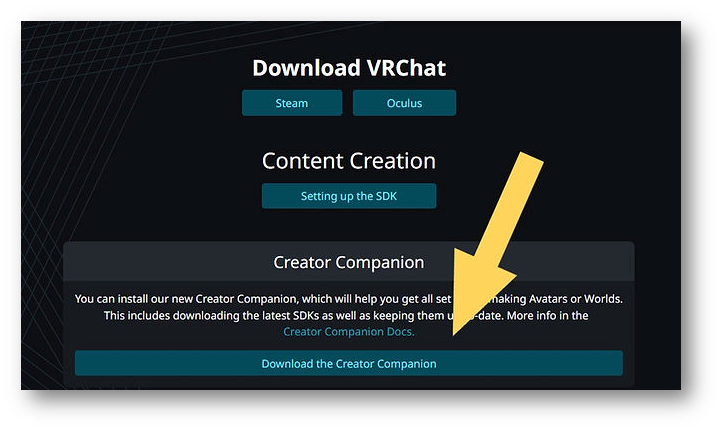 Download VRChat
Steam
Oculus
Content Creation
Setting up the SDK
Creator Companion
You can install our new Creator Companion, which will help you get all set making Avatars or Worlds.
This includes downloading the latest SDKs as well as keeping them -date. More info in the
Creator Companion Docs.
Download the Creator Companion